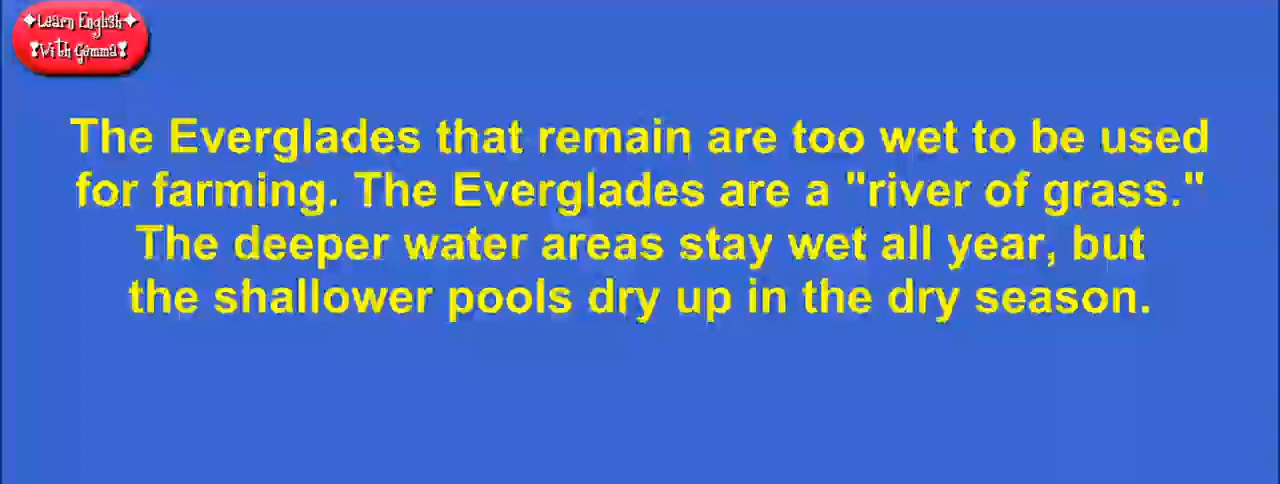 Learn English
With Gemma
The Everglades that remain are too wet to be used
for farming. The Everglades are a "river of grass."
The deeper water areas stay wet all year, but
the shallower pools dry up in the dry season.